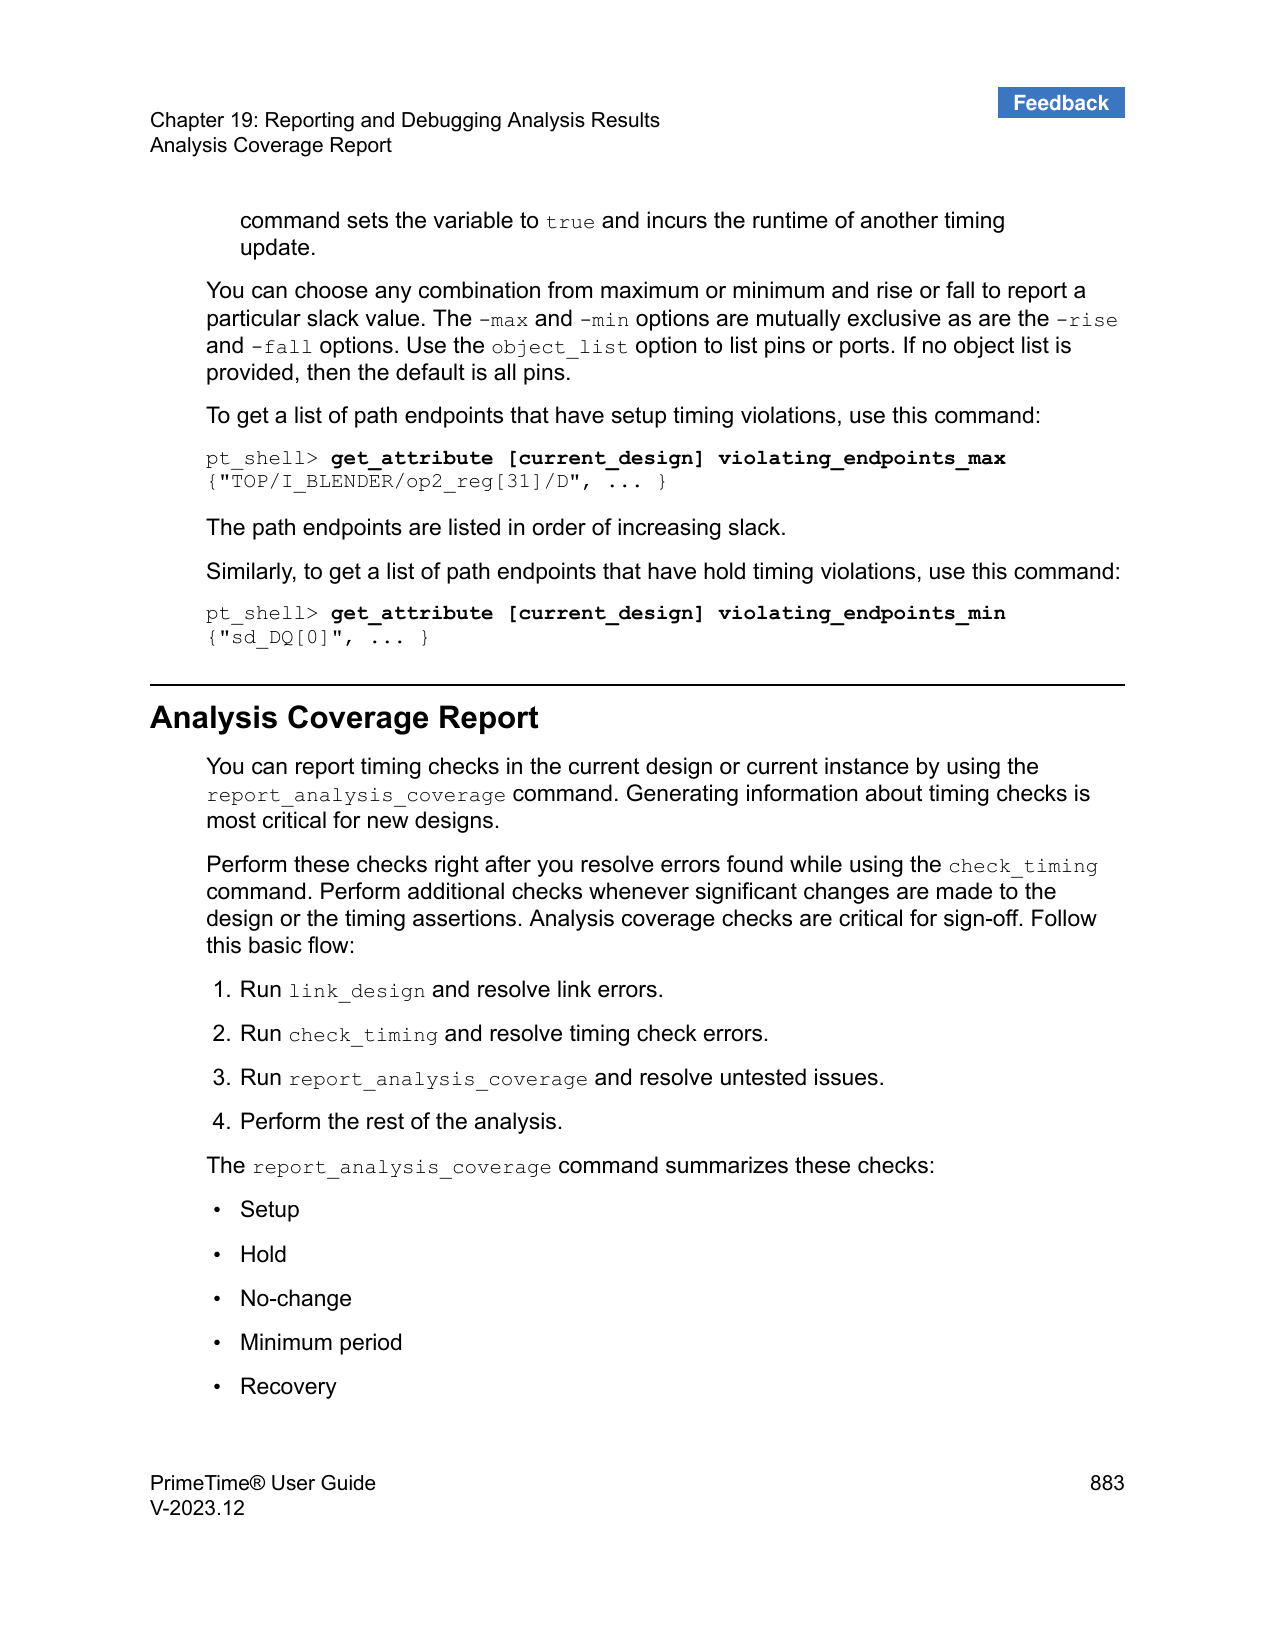 Feedback
Chapter 19: Reporting and Debugging Analysis Results
Analysis Coverage Report
command sets the variable to true and incurs the runtime of another timing
update.
You can choose any combination from maximum or minimum and rise or fall to report a
particular slack value. The -max and -min options are mutually exclusive as are the -rise
and -fall options. Use the object_list option to list pins or ports. If no object list is
provided, then the default is all pins.
To get a list of path endpoints that have setup timing violations, use this command:
pt_shell> get_attribute [current_design] violating_endpoints_max
{"TOP/I_BLENDER/op2_reg[31]/D", ... }
The path endpoints are listed in order of increasing slack.
Similarly, to get a list of path endpoints that have hold timing violations, use this command:
pt_shell> get_attribute [current_design] violating_endpoints_min
{"sd_DQ[0]", ... }
Analysis Coverage Report
You can report timing checks in the current design or current instance by using the
report_analysis_coverage command. Generating information about timing checks is
most critical for new designs.
Perform these checks right after you resolve errors found while using the check_timing
command. Perform additional checks whenever significant changes are made to the
design or the timing assertions. Analysis coverage checks are critical for sign-off. Follow
this basic flow:
1. Run link_design and resolve link errors.
2. Run check_timing and resolve timing check errors.
3. Run report_analysis_coverage and resolve untested issues.
4. Perform the rest of the analysis.
The report_analysis_coverage command summarizes these checks:
• Setup
• Hold
• No-change
• Minimum period
• Recovery
PrimeTime® User Guide 883
V-2023.12